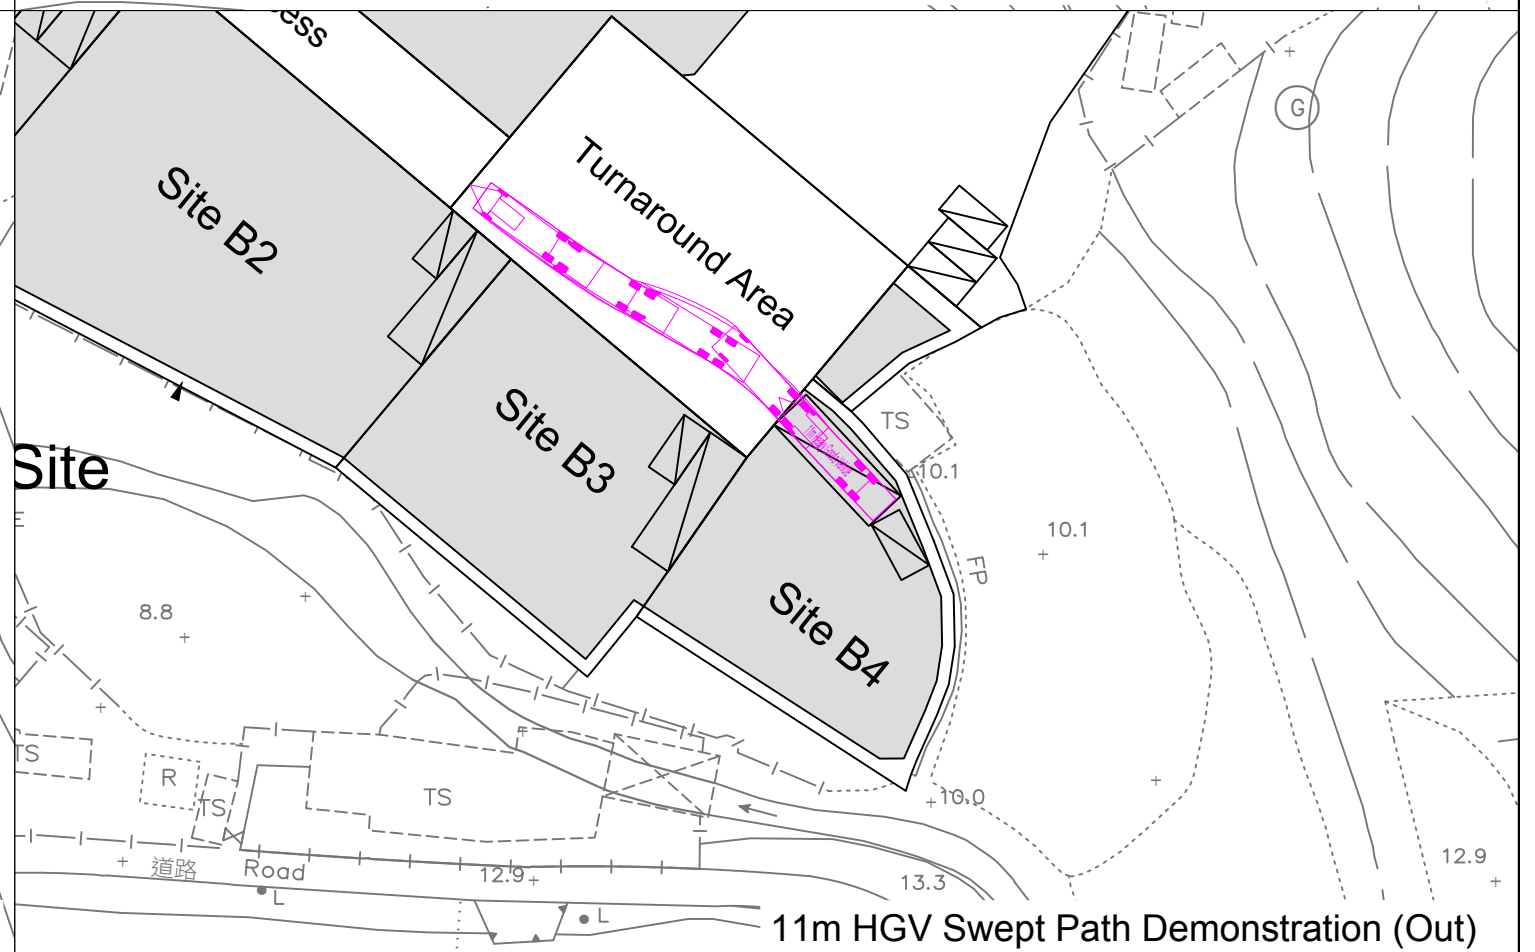 ess
G
Turnaround Area
Site B2
Site B3
TS
10.1
10.1
Site
E
FP
8.8
Site B4
TS
R
TS
TS
10.0
道路
Road
12.9
12.9
13.3
L
L
11m HGV Swept Path Demonstration (Out)